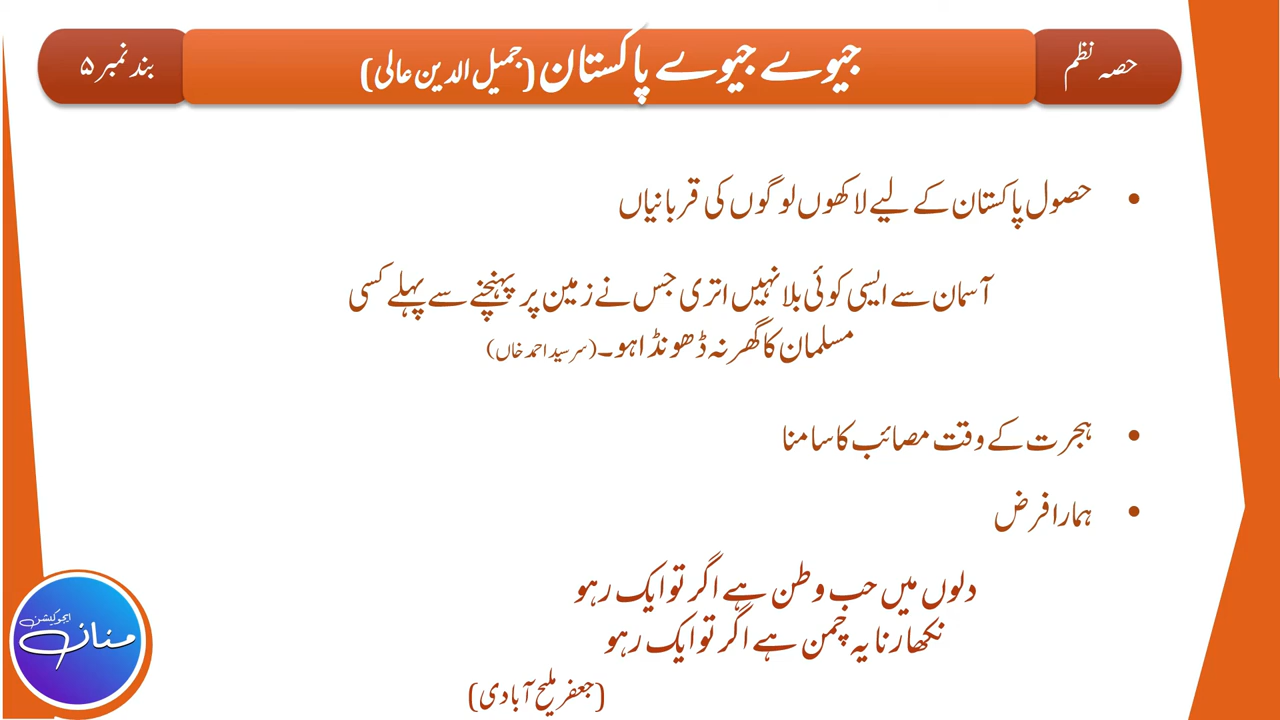 حصہ نظم
جیوے جیوے پاکستان (جمیل الدین عالی)
بند نمبر ۵
• حصول پاکستان کے لیے لاکھوں لوگوں کی قربانیاں
آسمان سے ایسی کوئی بلا نہیں اتری جس نے زمین پر پہنچنے سے پہلے کسی
مسلمان کا گھر نہ ڈھونڈا ہو۔ (سرسید احمد خاں)
• ہجرت کے وقت مصائب کا سامنا
• ہمارا فرض
دلوں میں حب وطن ہے اگر تو ایک رہو
نکھارنا یہ چمن ہے اگر تو ایک رہو
(جعفر ملیح آبادی)
ایجوکیشن
منان